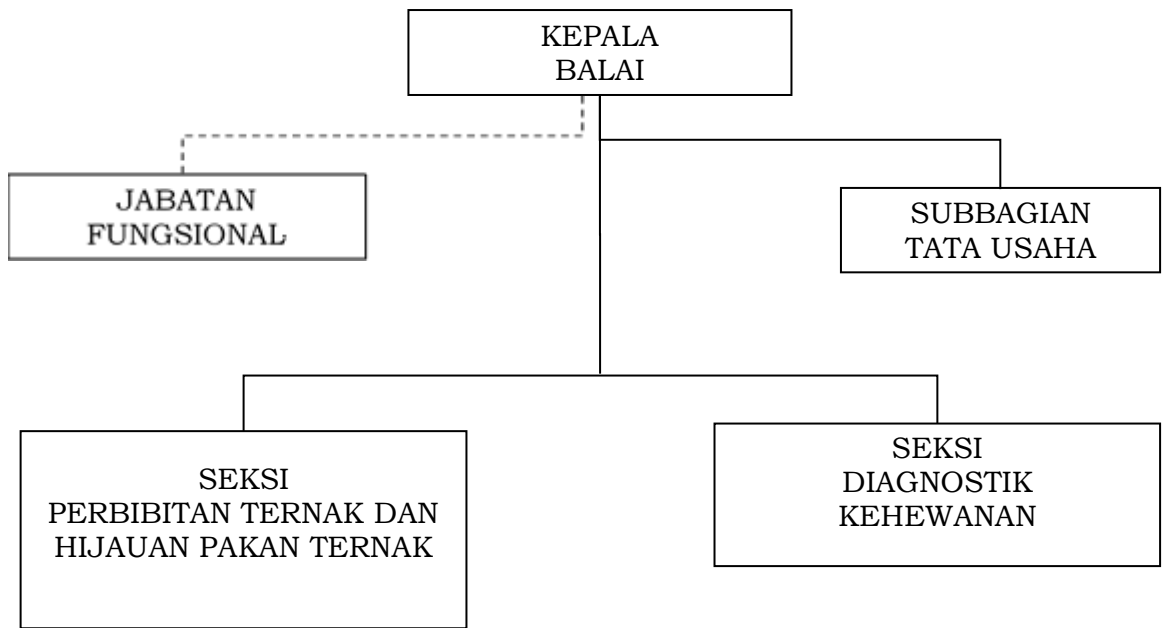 KEPALA
BALAI
JABATAN
FUNGSIONAL
SUBBAGIAN
TATA USAHA
SEKSI
PERBIBITAN TERNAK DAN
HIJAUAN PAKAN TERNAK
SEKSI
DIAGNOSTIK
KEHEWANAN